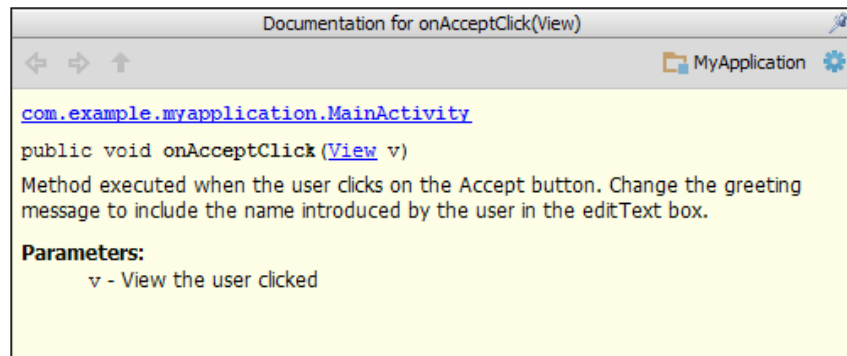 Documentation for onAcceptClick(View)
MyApplication
com.example.myapplication.MainActivity
public void onAcceptClick(View v)
Method executed when the user clicks on the Accept button. Change the greeting
message to include the name introduced by the user in the editText box.
Parameters:
v - View the user clicked